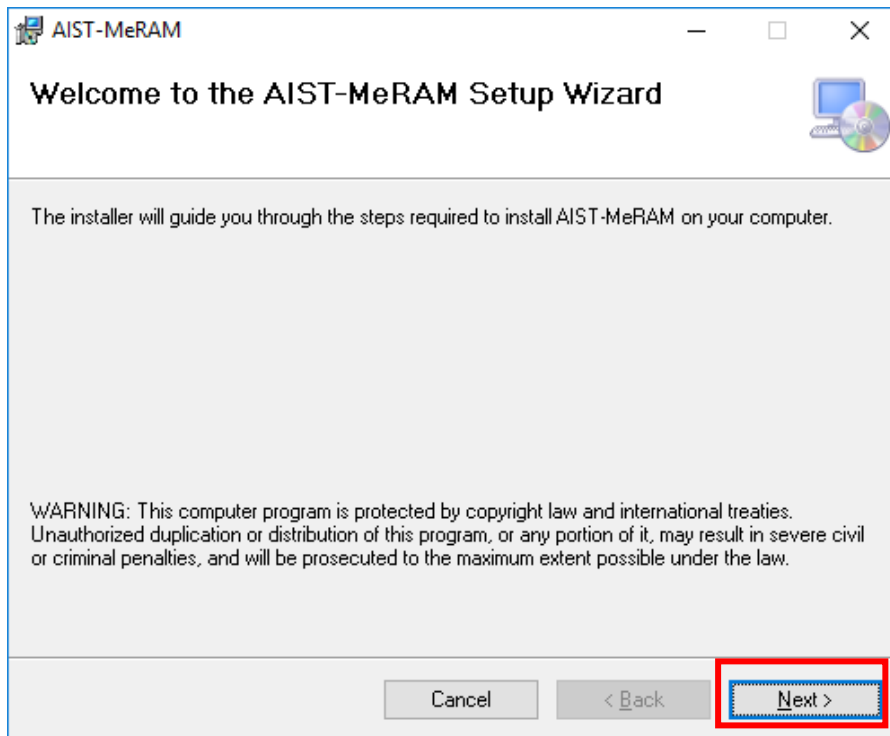 AIST-MeRAM
Welcome to the AIST-MeRAM Setup Wizard
The installer will guide you through the steps required to install AIST-MeRAM on your computer.
WARNING: This computer program is protected by copyright law and international treaties.
Unauthorized duplication or distribution of this program, or any portion of it, may result in severe civil
or criminal penalties, and will be prosecuted to the maximum extent possible under the law.
Cancel
< Back
Next >